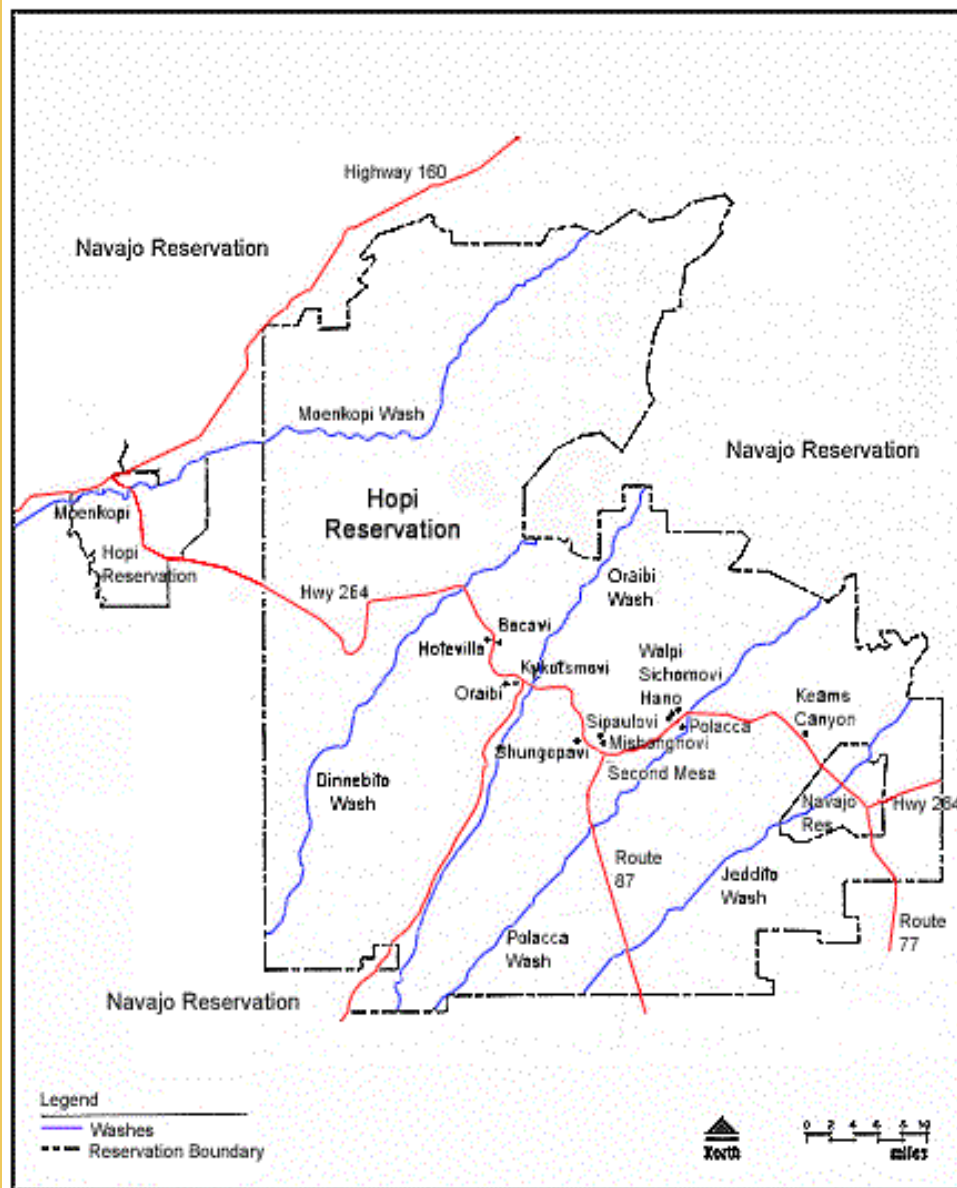 Highway 160
Navajo Reservation
Moenkopi Wash
Navajo Reservation
Hopi
Reservation
Moenkopi
Hopi
Reservation
Hwy 264
Oraibi
Wash
Bacavi
Hotevilla
Walpi
Sichomovi
Kykotsmovi
Oraibi
Hano
Keams
Canyon
Sipaulovi
Polacca
Shungopavi
Mishongnovi
Second Mesa
Dinnebito
Wash
Navajo
Res
Hwy 264
Route
87
Jeddito
Wash
Route
77
Polacca
Wash
Navajo Reservation
Legend
Washes
Reservation Boundary
North
0 2 4 6 8 10
miles